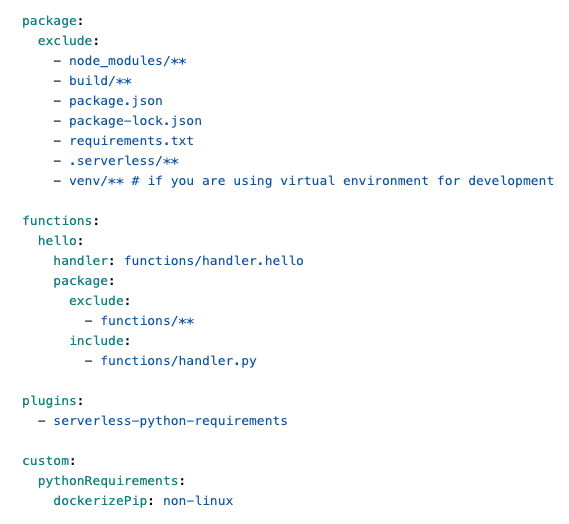 package:
  exclude:
    - node_modules/**
    - build/**
    - package.json
    - package-lock.json
    - requirements.txt
    - .serverless/**
    - venv/** # if you are using virtual environment for development

functions:
  hello:
    handler: functions/handler.hello
    package:
      exclude:
        - functions/**
      include:
        - functions/handler.py

plugins:
  - serverless-python-requirements

custom:
  pythonRequirements:
    dockerizePip: non-linux